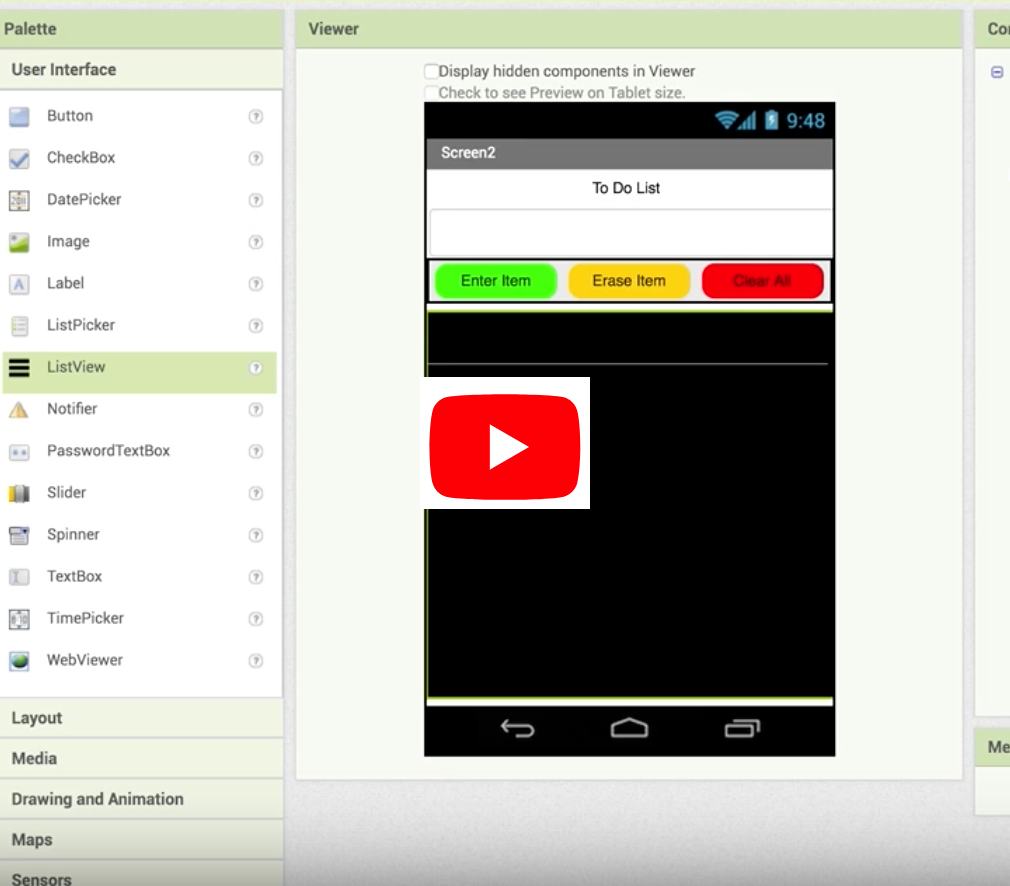 Palette
User Interface
Button
CheckBox
DatePicker
Image
Label
ListPicker
ListView
Notifier
PasswordTextBox
Slider
Spinner
TextBox
TimePicker
WebViewer
Layout
Media
Drawing and Animation
Maps
Sensors
Viewer
Display hidden components in Viewer
Check to see Preview on Tablet size.
9:48
Screen2
To Do List
Enter Item Erase Item Clear All